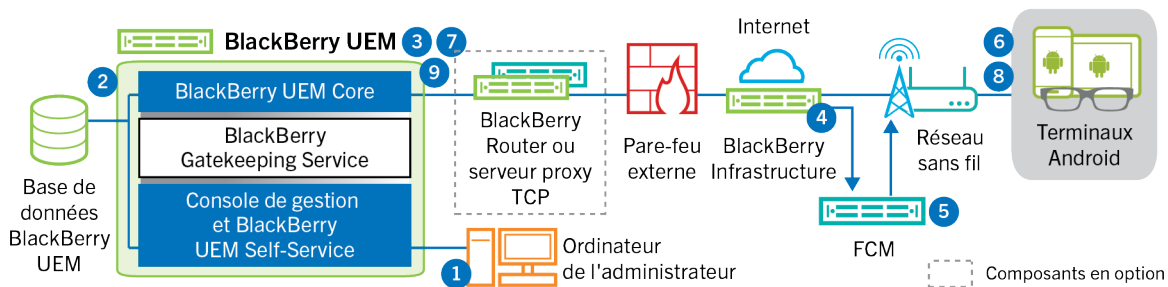 BlackBerry UEM
3
7
2
9
BlackBerry UEM Core
BlackBerry
Gatekeeping Service
Console de gestion
et BlackBerry
UEM Self-Service
Base de
données
BlackBerry
UEM
1
Ordinateur
de l'administrateur
BlackBerry
Router ou
serveur proxy
TCP
Pare-feu
externe
Internet
4
BlackBerry
Infrastructure
5
FCM
Réseau
sans fil
6
8
Terminaux
Android
Composants en option